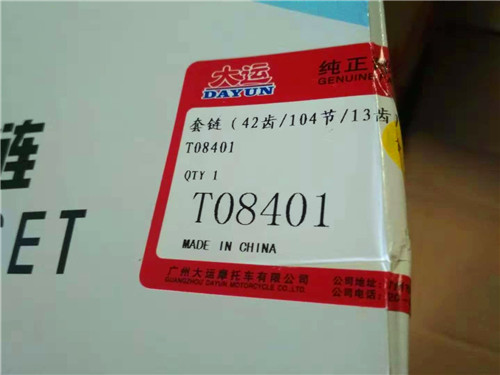 大运
DAYUN
纯正
GENUINE
套链(42齿/104节/13齿)
T08401
QTY 1
T08401
MADE IN CHINA
广州大运摩托车有限公司
GUANGZHOU DAYUN MOTORCYCLE CO.,LTD
公司地址:
公司电话:
链
SET